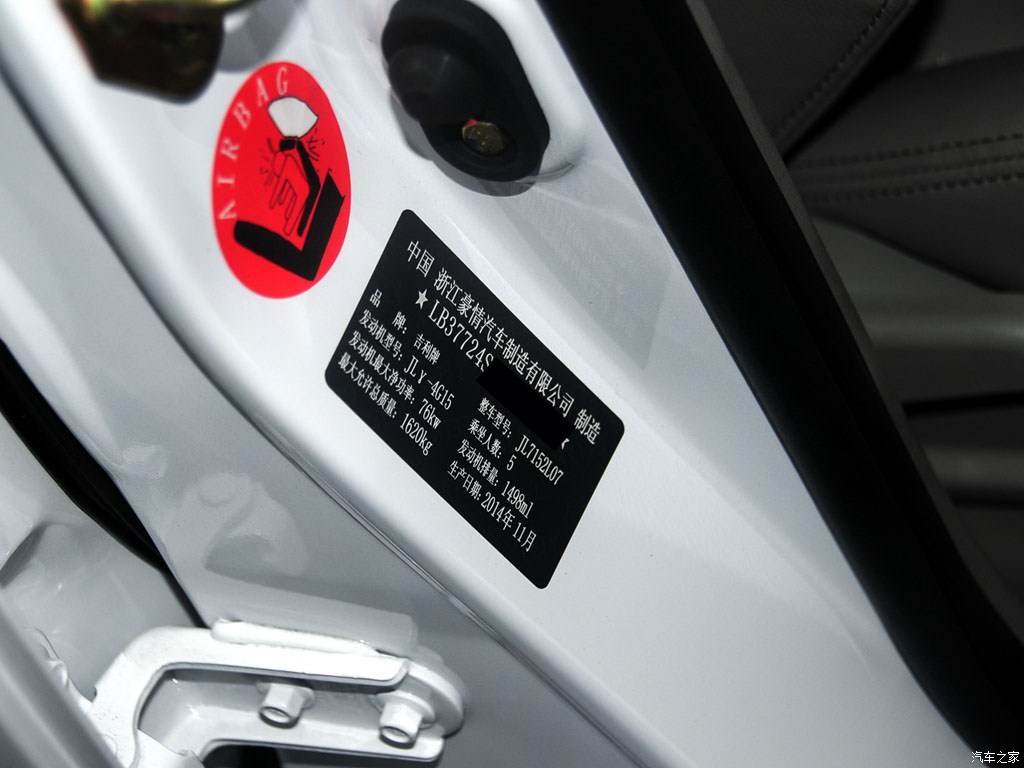 AIRBAG
中国 浙江豪情汽车制造有限公司 制造
★LB37724S
品 牌: 吉利牌 整车型号: JL7152L07
发动机型号: JLY-4G15 乘坐人数: 5
发动机最大净功率: 76kw 发动机排量: 1498ml
最大允许总质量: 1620kg 生产日期: 2014年11月
汽车之家